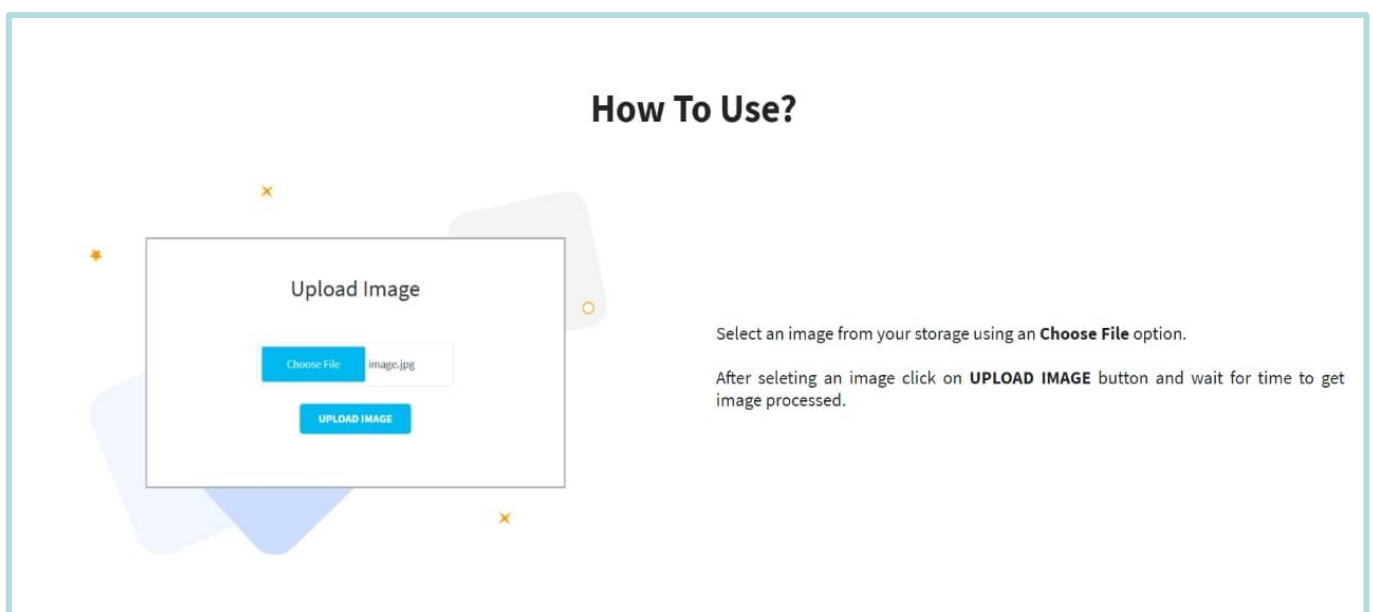 How To Use?
Upload Image
Choose File image.jpg
UPLOAD IMAGE
Select an image from your storage using an Choose File option.
After seleting an image click on UPLOAD IMAGE button and wait for time to get
image processed.